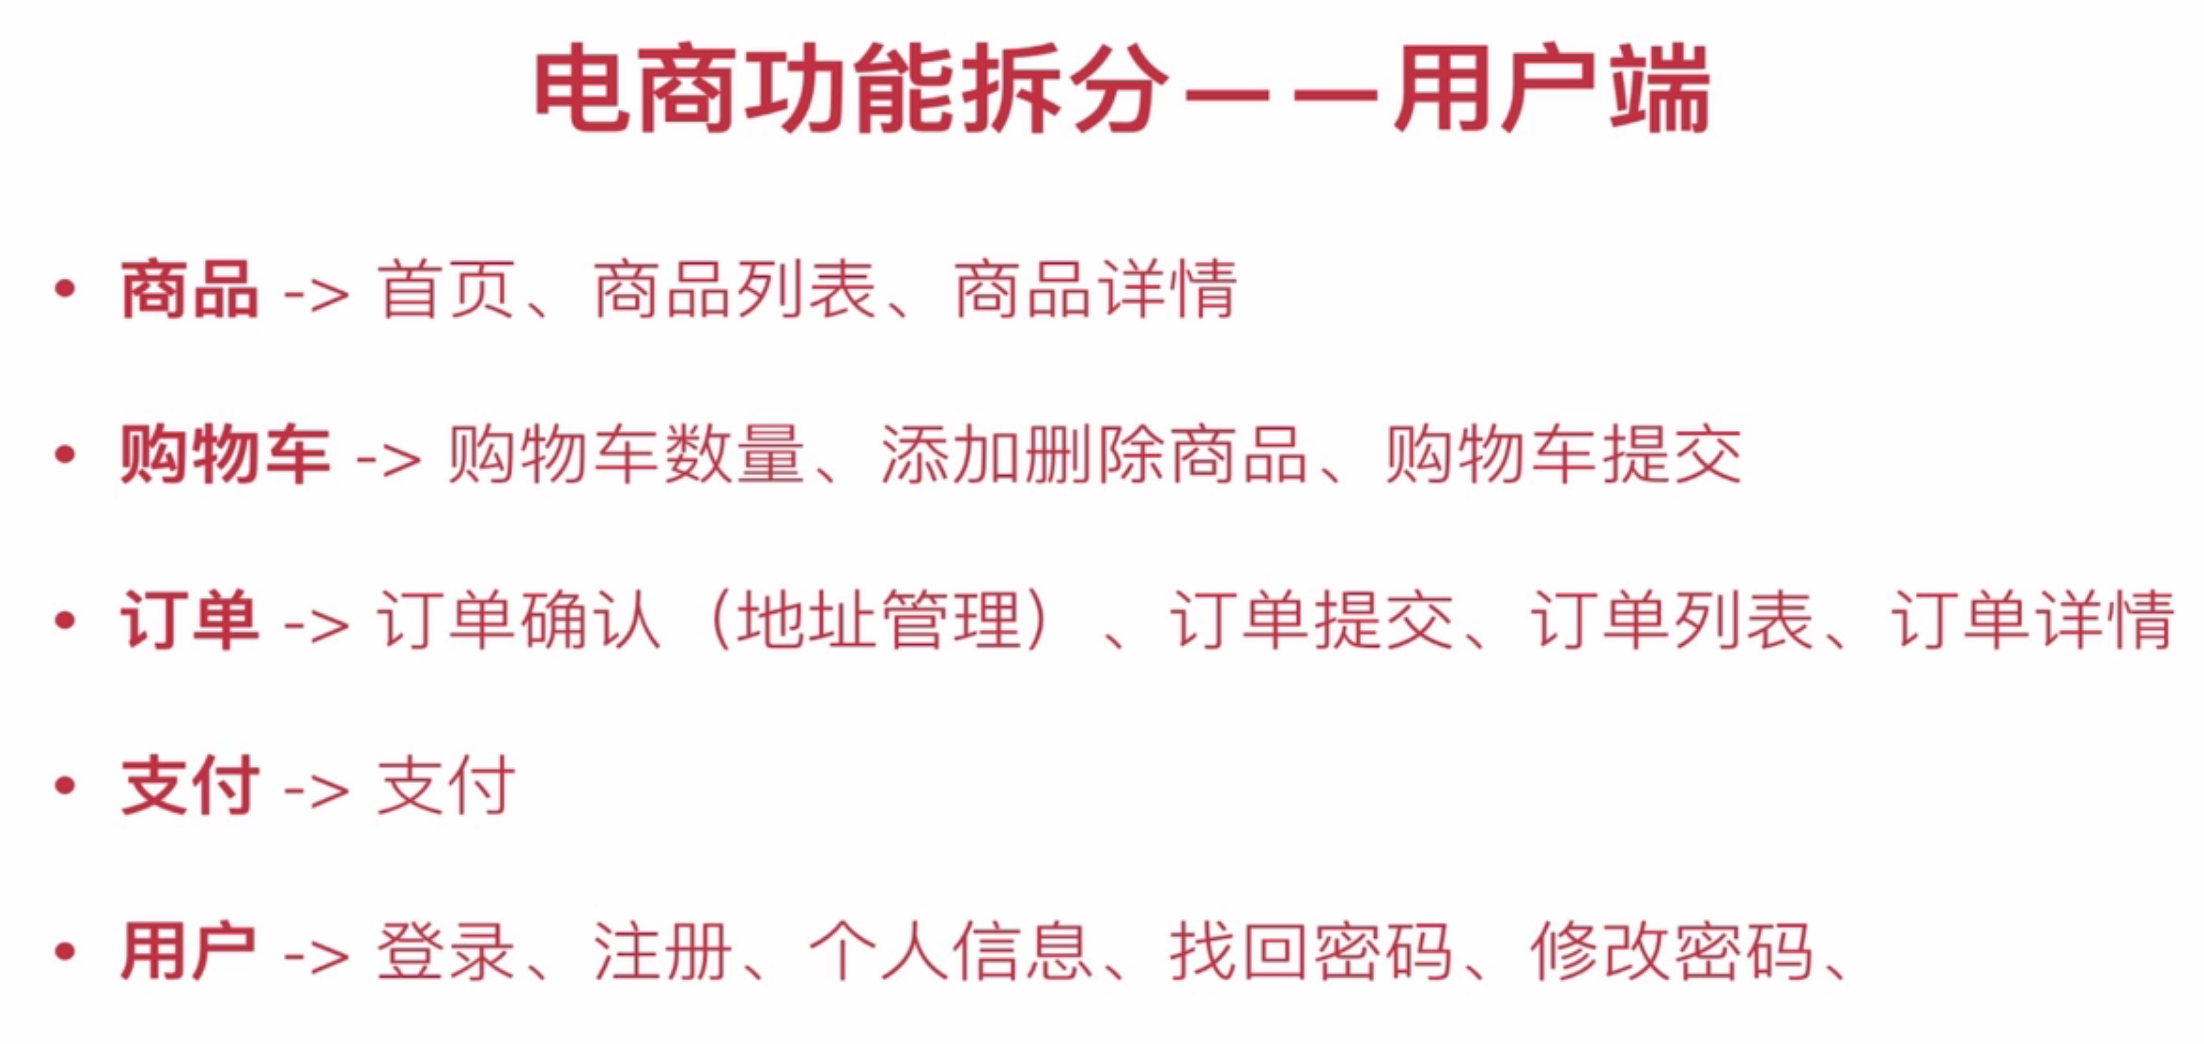 电商功能拆分——用户端
• 商品 -> 首页、商品列表、商品详情
• 购物车 -> 购物车数量、添加删除商品、购物车提交
• 订单 -> 订单确认（地址管理）、订单提交、订单列表、订单详情
• 支付 -> 支付
• 用户 -> 登录、注册、个人信息、找回密码、修改密码、